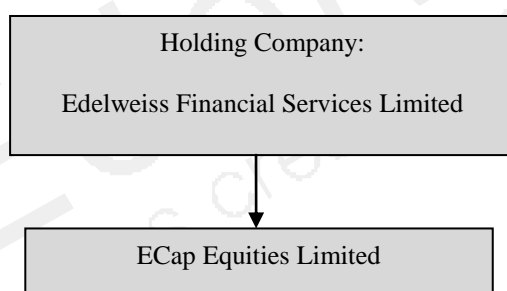 Holding Company:
Edelweiss Financial Services Limited
ECap Equities Limited